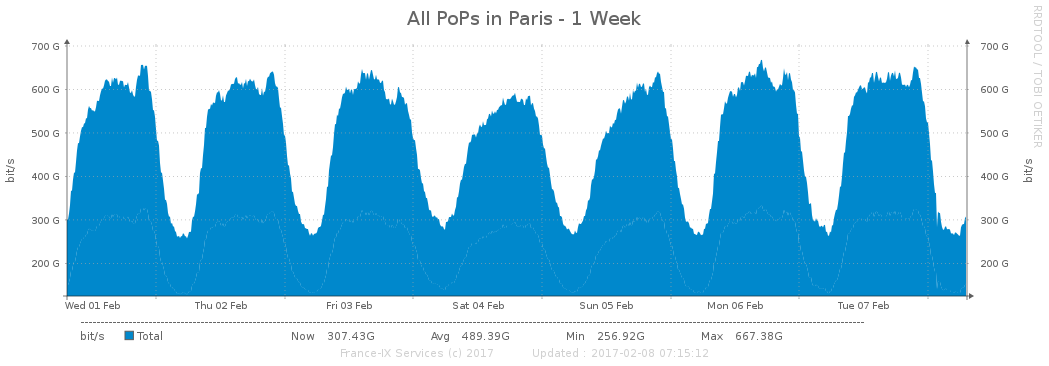 All PoPs in Paris - 1 Week
RRDTOOL / TOBI OETIKER
bit/s
700 G
600 G
500 G
400 G
300 G
200 G
700 G
600 G
500 G
400 G
300 G
200 G
bit/s
Wed 01 Feb Thu 02 Feb Fri 03 Feb Sat 04 Feb Sun 05 Feb Mon 06 Feb Tue 07 Feb
bit/s Total Now 307.43G Avg 489.39G Min 256.92G Max 667.38G
France-IX Services (c) 2017 Updated : 2017-02-08 07:15:12